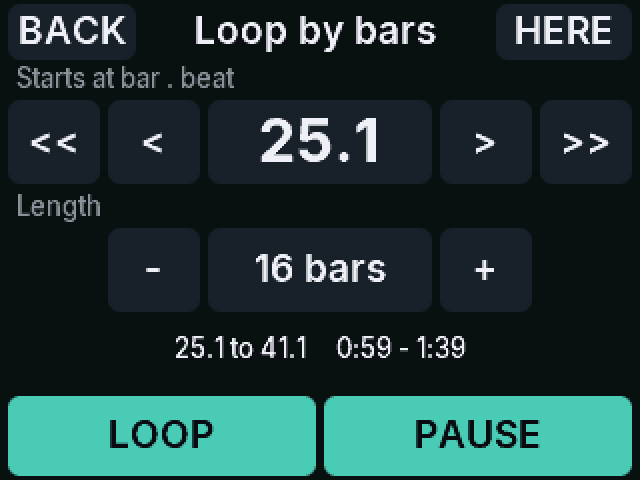 BACK Loop by bars HERE
Starts at bar . beat
<< < 25.1 > >>
Length
- 16 bars +
25.1 to 41.1 0:59 - 1:39
LOOP PAUSE